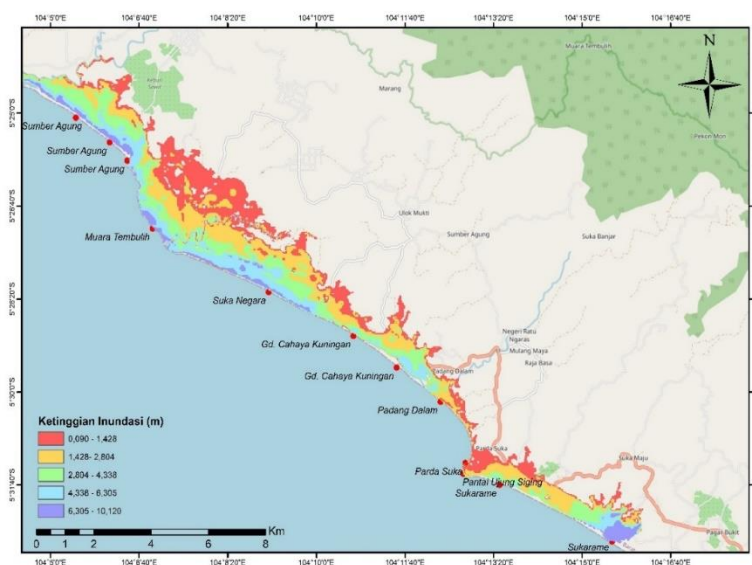 104°5'0"E 104°6'40"E 104°8'20"E 104°10'0"E 104°11'40"E 104°13'20"E 104°15'0"E 104°16'40"E
N
Muara Tembulih
Marang
Pekon Mon
Sumber Agung
Sumber Agung
Sumber Agung
Ulok Mukti
Sumber Agung
Suka Banjar
Muara Tembulih
Suka Negara
Gd. Cahaya Kuningan
Negeri Ratu
Ngaras
Mulang Maya
Raja Basa
Gd. Cahaya Kuningan
Padang Dalam
Padang Dalam
Parda Suka
Suka Maju
Parda Suka
Pantai Ujung Siging
Sukarame
Pagar Bukit
Sukarame
5°26'40"S
5°28'20"S
5°30'0"S
5°31'40"S
Ketinggian Inundasi (m)
0,090 - 1,428
1,428- 2,804
2,804 - 4,338
4,338 - 6,305
6,305 - 10,120
Km
0 1 2 4 6 8
104°5'0"E 104°6'40"E 104°8'20"E 104°10'0"E 104°11'40"E 104°13'20"E 104°15'0"E 104°16'40"E